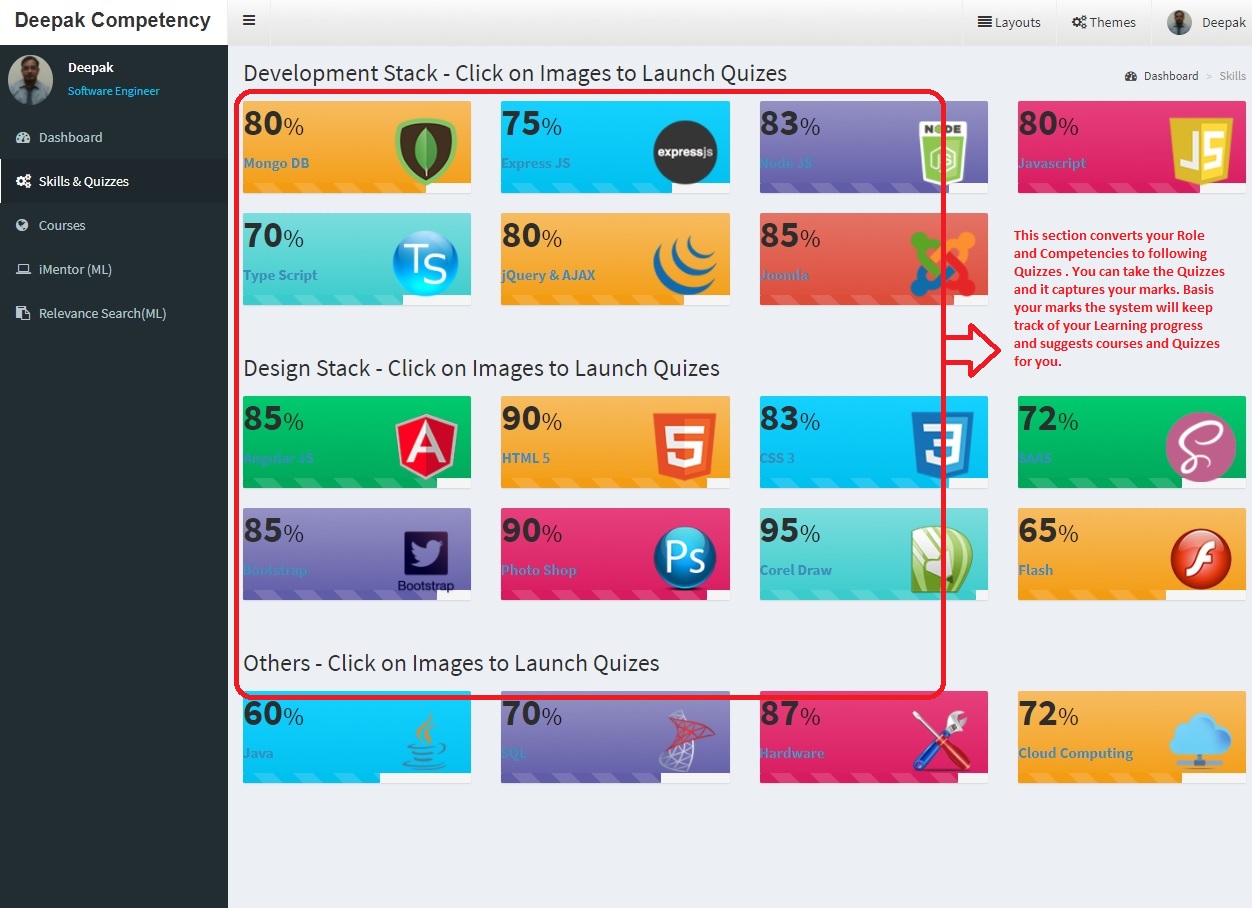 Deepak Competency
Layouts
Themes
Deepak
Deepak
Software Engineer
Dashboard
Skills & Quizzes
Courses
iMentor (ML)
Relevance Search(ML)
Development Stack - Click on Images to Launch Quizes
Dashboard > Skills
80%
Mongo DB
75%
Express JS
expressjs
83%
Node JS
NODE
JS
80%
Javascript
JS
70%
Type Script
TS
80%
jQuery & AJAX
85%
Joomla
This section converts your Role
and Competencies to following
Quizzes . You can take the Quizzes
and it captures your marks. Basis
your marks the system will keep
track of your Learning progress
and suggests courses and Quizzes
for you.
Design Stack - Click on Images to Launch Quizes
85%
Angular JS
A
90%
HTML 5
5
83%
CSS 3
3
72%
SAAS
S
85%
Bootstrap
Bootstrap
90%
Photo Shop
Ps
95%
Corel Draw
65%
Flash
f
Others - Click on Images to Launch Quizes
60%
Java
70%
SQL
87%
Hardware
72%
Cloud Computing